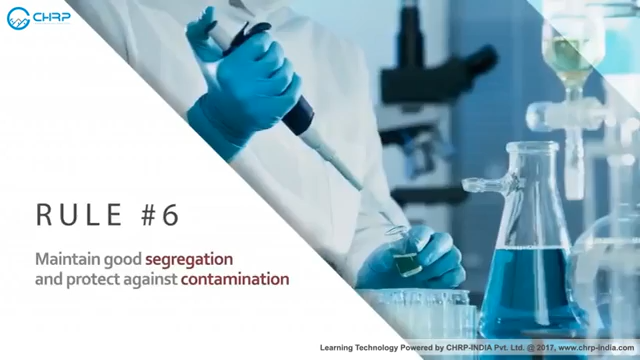 CHRP
RULE #6
Maintain good segregation
and protect against contamination
Learning Technology Powered by CHRP-INDIA Pvt. Ltd. @ 2017, www.chrp-india.com